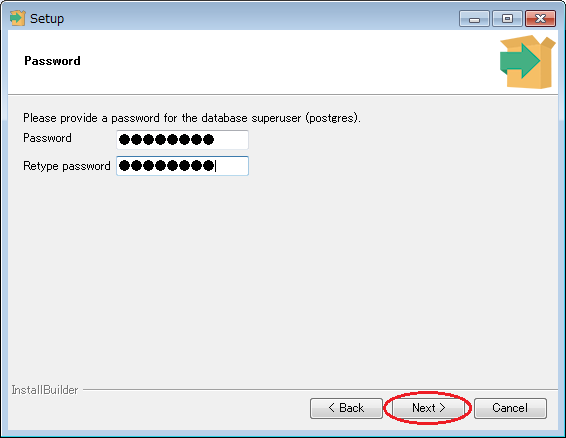 Setup
Password
Please provide a password for the database superuser (postgres).
Password ●●●●●●●●
Retype password ●●●●●●●●
InstallBuilder
< Back Next > Cancel